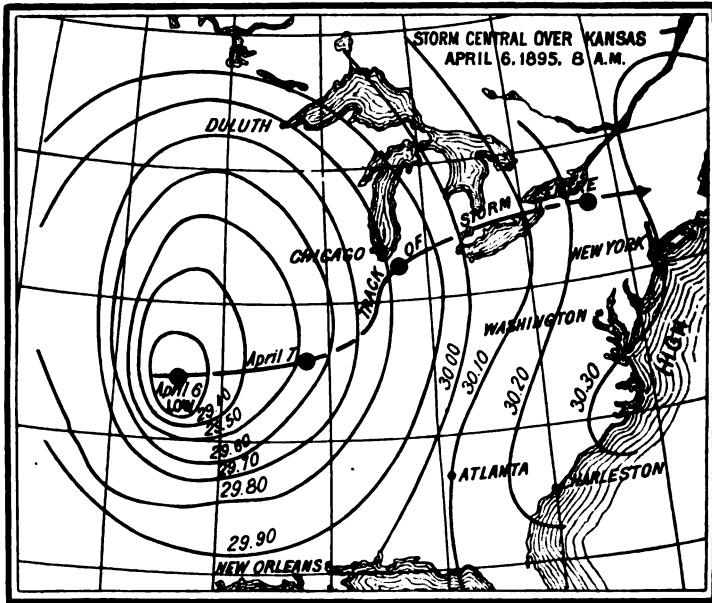 STORM CENTRAL OVER KANSAS
APRIL 6, 1895, 8 A.M.
DULUTH
STORM
CHICAGO
TRACK OF
NEW YORK
WASHINGTON
HIGH
April 7
30.00
30.10
30.20
30.30
April 6
LOW
29.50
29.60
29.70
29.80
29.90
ATLANTA
CHARLESTON
NEW ORLEANS